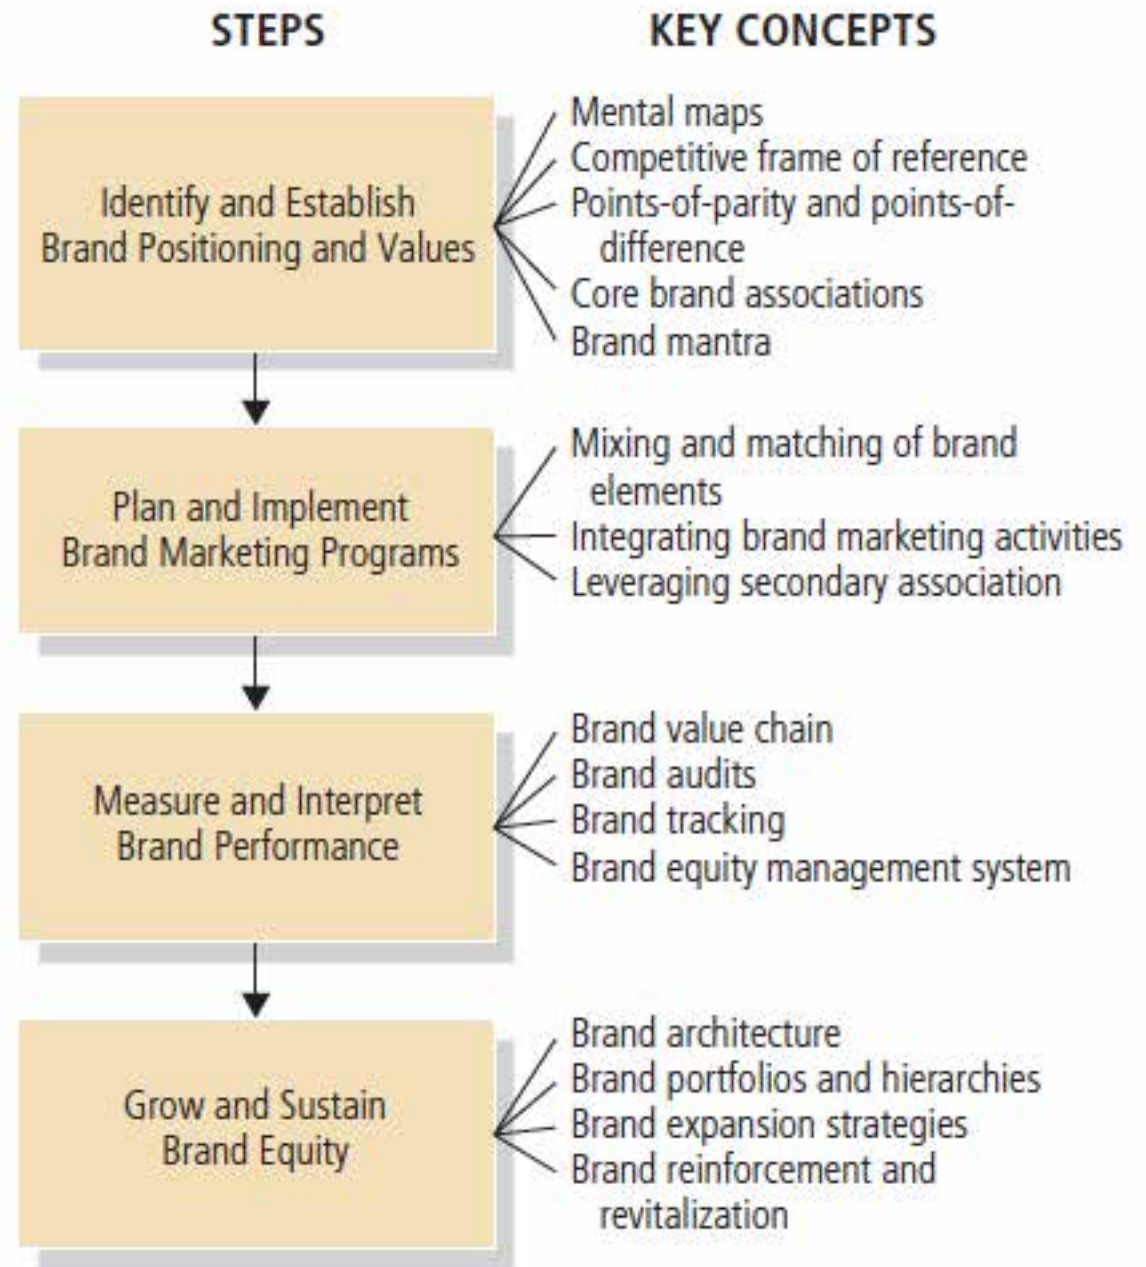 STEPS
KEY CONCEPTS
Identify and Establish
Brand Positioning and Values
Mental maps
Competitive frame of reference
Points-of-parity and points-of-
difference
Core brand associations
Brand mantra
Plan and Implement
Brand Marketing Programs
Mixing and matching of brand
elements
Integrating brand marketing activities
Leveraging secondary association
Measure and Interpret
Brand Performance
Brand value chain
Brand audits
Brand tracking
Brand equity management system
Grow and Sustain
Brand Equity
Brand architecture
Brand portfolios and hierarchies
Brand expansion strategies
Brand reinforcement and
revitalization